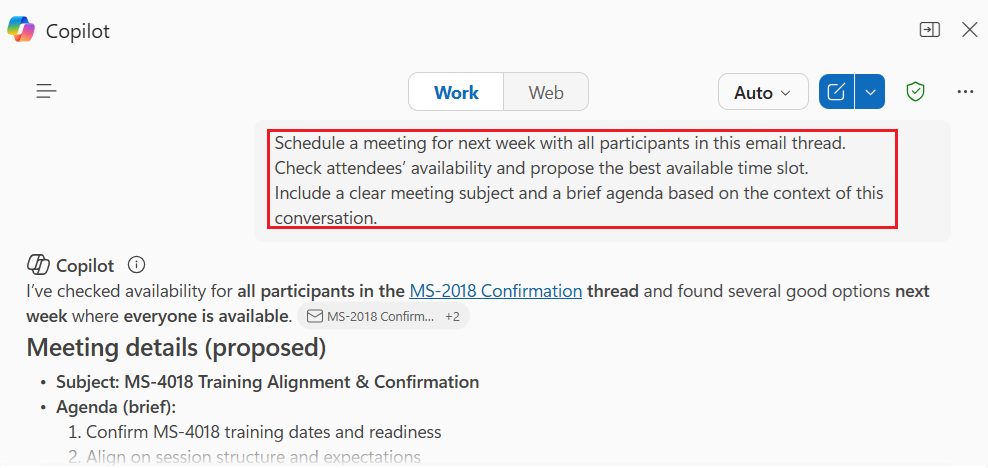 Copilot
Work Web Auto
Schedule a meeting for next week with all participants in this email thread.
Check attendees’ availability and propose the best available time slot.
Include a clear meeting subject and a brief agenda based on the context of this
conversation.
Copilot
I’ve checked availability for all participants in the MS-2018 Confirmation thread and found several good options next
week where everyone is available. MS-2018 Confirm... +2
Meeting details (proposed)
• Subject: MS-4018 Training Alignment & Confirmation
• Agenda (brief):
1. Confirm MS-4018 training dates and readiness
2. Align on session structure and expectations